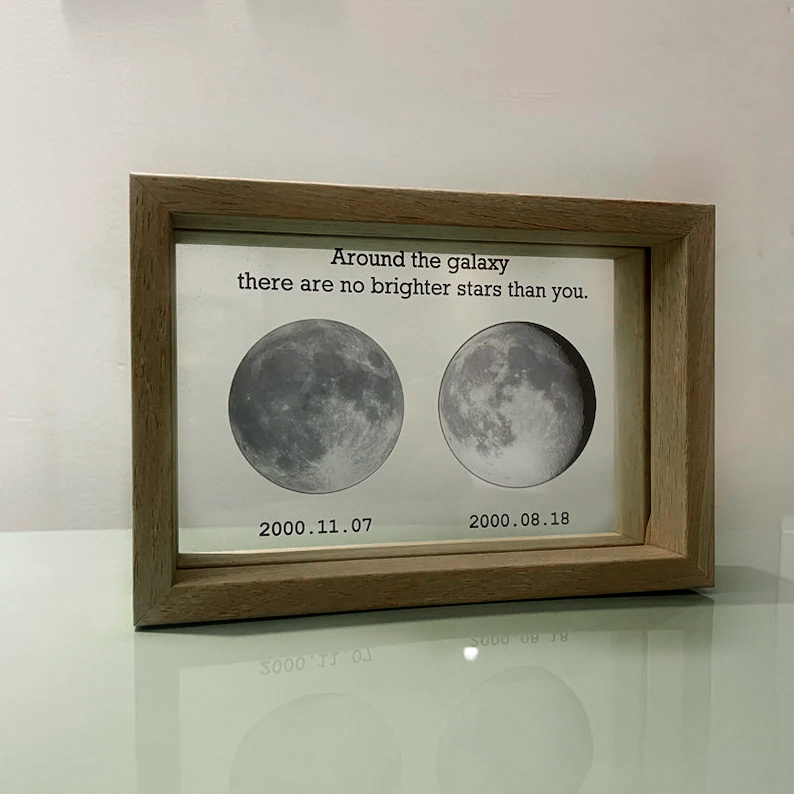 Around the galaxy
there are no brighter stars than you.
2000.11.07
2000.08.18